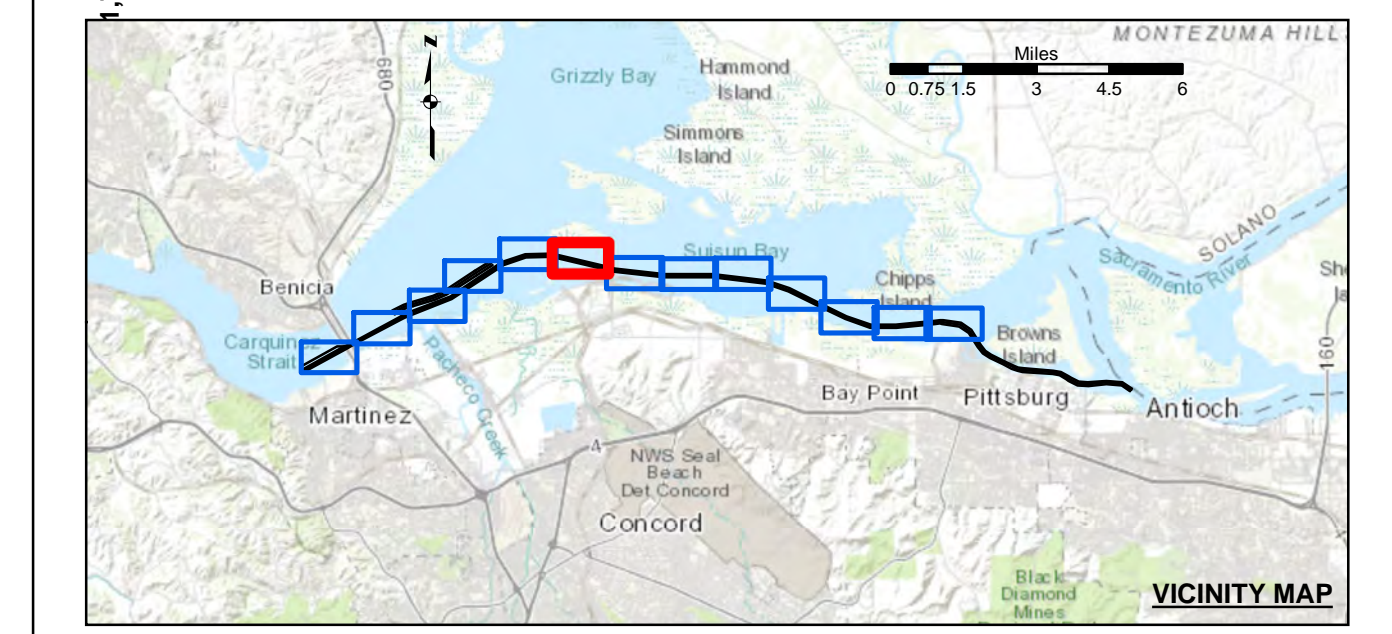 MONTEZUMA HILL
N
680
Grizzly Bay
Hammond
Island
Miles
0 0.75 1.5 3 4.5 6
Simmons
Island
Suisun Bay
SOLANO
Sacramento River
Benicia
Chipps
Island
Carquinez
Strait
Pacheco Creek
Browns
Island
160
Martinez
Bay Point
Pittsburg
Antioch
4
NWS Seal
Beach
Det Concord
Concord
Black
Diamond
Mines
VICINITY MAP